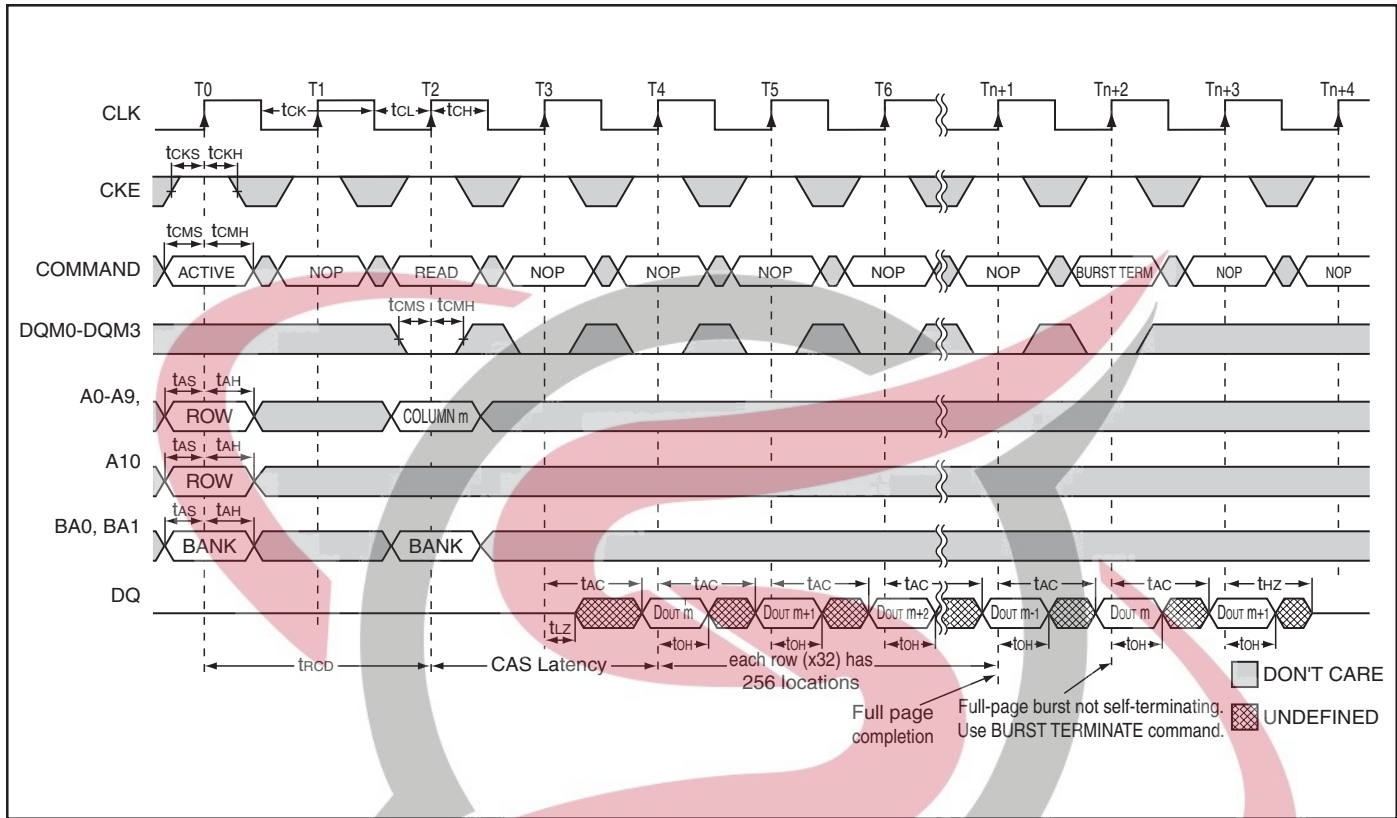 T0 T1 T2 T3 T4 T5 T6 Tn+1 Tn+2 Tn+3 Tn+4
CLK tCK tCL tCH
tCKS tCKH
CKE
tCMS tCMH
COMMAND ACTIVE NOP READ NOP NOP NOP NOP NOP BURST TERM NOP NOP
tCMS tCMH
DQM0-DQM3
tAS tAH
A0-A9, ROW COLUMN m
tAS tAH
A10 ROW
tAS tAH
BA0, BA1 BANK BANK
tAC tAC tAC tAC tAC tAC tHZ
DQ DOUT m DOUT m+1 DOUT m+2 DOUT m-1 DOUT m DOUT m+1
tLZ tOH tOH tOH tOH tOH tOH
tRCD CAS Latency each row (x32) has
256 locations
Full page
completion
Full-page burst not self-terminating.
Use BURST TERMINATE command.
DON'T CARE
UNDEFINED